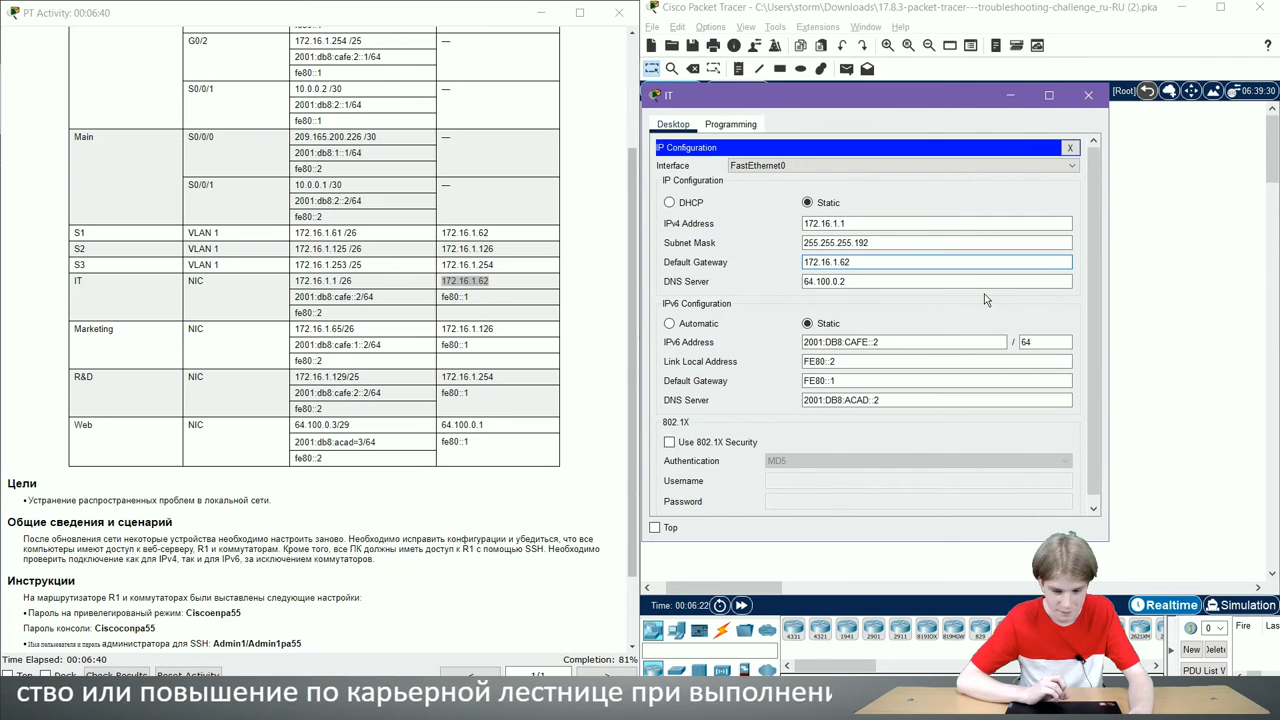 PT Activity: 00:06:40
G0/2
172.16.1.254 /25
—
2001:db8:cafe:2::1/64
fe80::1
S0/0/1
10.0.0.2 /30
—
2001:db8:2::1/64
fe80::1
Main
S0/0/0
209.165.200.226 /30
—
2001:db8:1::1/64
fe80::2
S0/0/1
10.0.0.1 /30
—
2001:db8:2::2/64
fe80::2
S1
VLAN 1
172.16.1.61 /26
172.16.1.62
S2
VLAN 1
172.16.1.125 /26
172.16.1.126
S3
VLAN 1
172.16.1.253 /25
172.16.1.254
IT
NIC
172.16.1.1 /26
172.16.1.62
2001:db8:cafe::2/64
fe80::1
fe80::2
Marketing
NIC
172.16.1.65/26
172.16.1.126
2001:db8:cafe:1::2/64
fe80::1
fe80::2
R&D
NIC
172.16.1.129/25
172.16.1.254
2001:db8:cafe:2::2/64
fe80::1
fe80::2
Web
NIC
64.100.0.3/29
64.100.0.1
2001:db8:acad=3/64
fe80::1
fe80::2
Цели
• Устранение распространенных проблем в локальной сети.
Общие сведения и сценарий
После обновления сети некоторые устройства необходимо настроить заново. Необходимо исправить конфигурации и убедиться, что все
компьютеры имеют доступ к веб-серверу, R1 и коммутаторам. Кроме того, все ПК должны иметь доступ к R1 с помощью SSH. Необходимо
проверить подключение как для IPv4, так и для IPv6, за исключением коммутаторов.
Инструкции
На маршрутизаторе R1 и коммутаторах были выставлены следующие настройки:
• Пароль на привелегированый режим: Ciscoenpa55
Пароль консоли: Ciscoconpa55
• Имя пользователя и пароль администратора для SSH: Admin1/Admin1pa55
Time Elapsed: 00:06:40
Completion: 81%
Top
Check Results
Reset Activity
<
1/1
>
Cisco Packet Tracer - C:\Users\storm\Downloads\17.8.3-packet-tracer---troubleshooting-challenge_ru-RU (2).pka
File Edit Options View Tools Extensions Window Help
[Root]
06:39:30
IT
Desktop
Programming
IP Configuration
X
Interface
FastEthernet0
IP Configuration
DHCP
Static
IPv4 Address
172.16.1.1
Subnet Mask
255.255.255.192
Default Gateway
172.16.1.62
DNS Server
64.100.0.2
IPv6 Configuration
Automatic
Static
IPv6 Address
2001:DB8:CAFE::2
/ 64
Link Local Address
FE80::2
Default Gateway
FE80::1
DNS Server
2001:DB8:ACAD::2
802.1X
Use 802.1X Security
Authentication
MD5
Username
Password
Top
Time: 00:06:22
Realtime
Simulation
4331 4321 1941 2901 2911 819IOX 819HGW 829
0
Fire
New
PDU List
ство или повышение по карьерной лестнице при выполнени